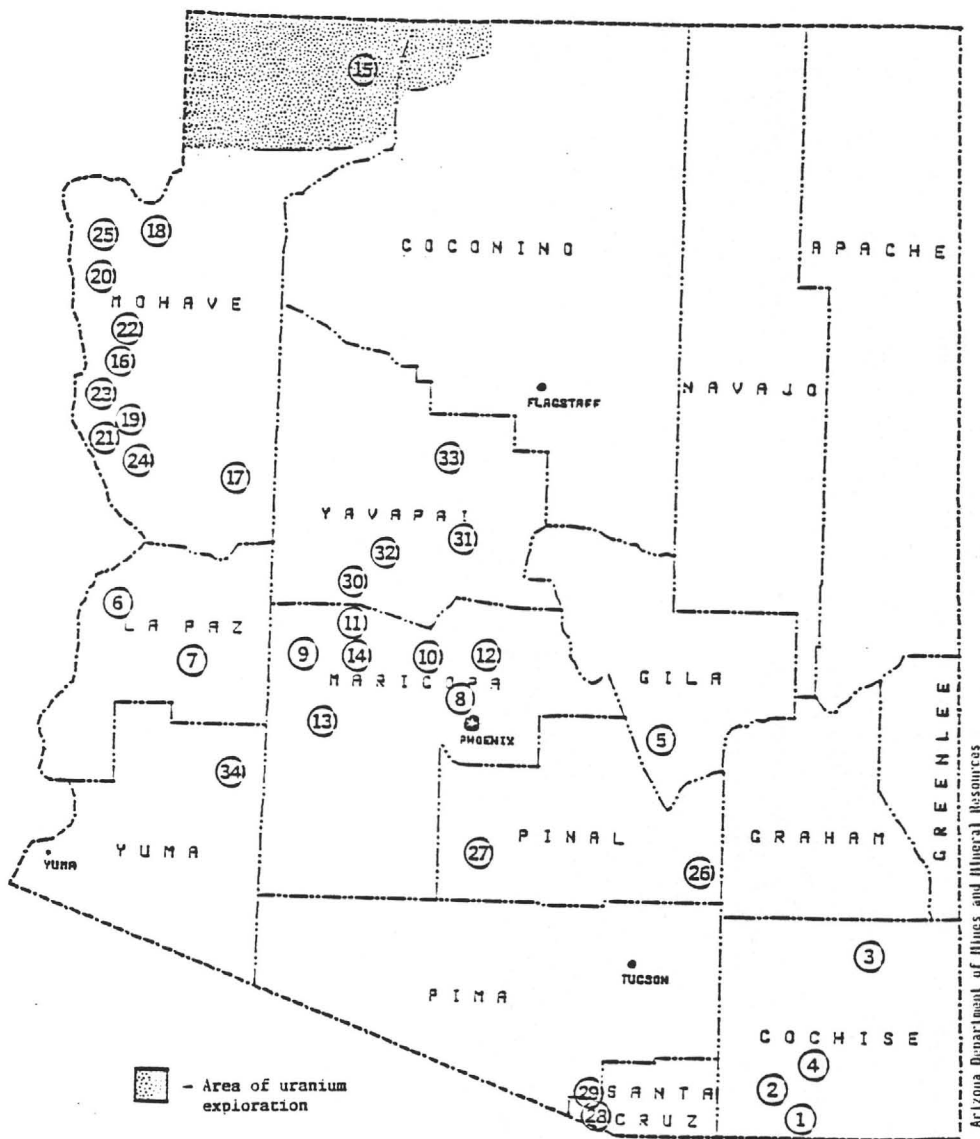 15
25
18
COCONINO
APACHE
20
MOHAVE
22
16
NAVAJO
23
FLAGSTAFF
19
21
24
33
17
YAVAPAI
31
32
30
6
LA PAZ
11
9
14
10
12
7
MARICOPA
GILA
8
13
PHOENIX
5
34
GREENLEE
YUMA
YUMA
PINAL
GRAHAM
27
26
3
TUCSON
PIMA
COCHISE
4
- Area of uranium
exploration
29
SANTA
2
28
CRUZ
1
Arizona Department of Mines and Mineral Resources